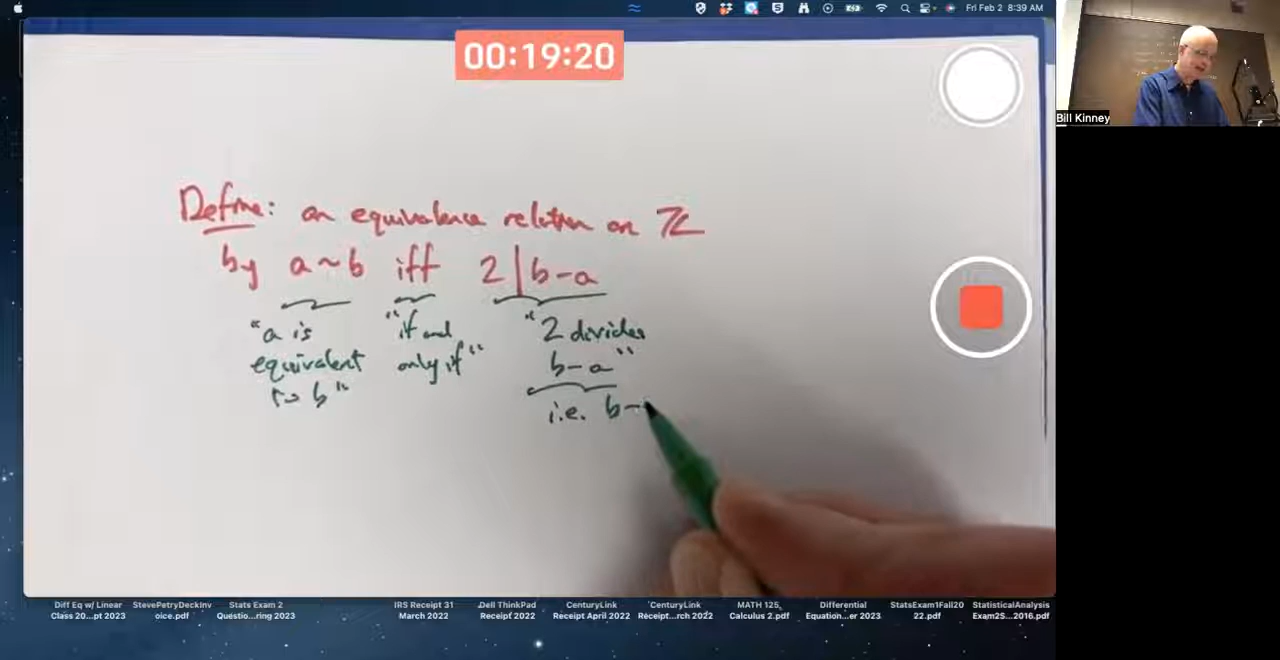 Fri Feb 2 8:39 AM
00:19:20
Bill Kinney
Define: an equivalence relation on ℤ
by a ~ b iff 2 | b-a
"a is
equivalent
to b"
"if and
only if"
"2 divides
b-a"
i.e. b-
Diff Eq w/ Linear
Class 20...pt 2023
StevePetryDeckInv
oice.pdf
Stats Exam 2
Questio...ring 2023
IRS Receipt 31
March 2022
Dell ThinkPad
Receipt 2022
CenturyLink
Receipt April 2022
CenturyLink
Receipt...rch 2022
MATH 125,
Calculus 2.pdf
Differential
Equation...er 2023
StatsExam1Fall20
22.pdf
StatisticalAnalysis
Exam2S...2016.pdf